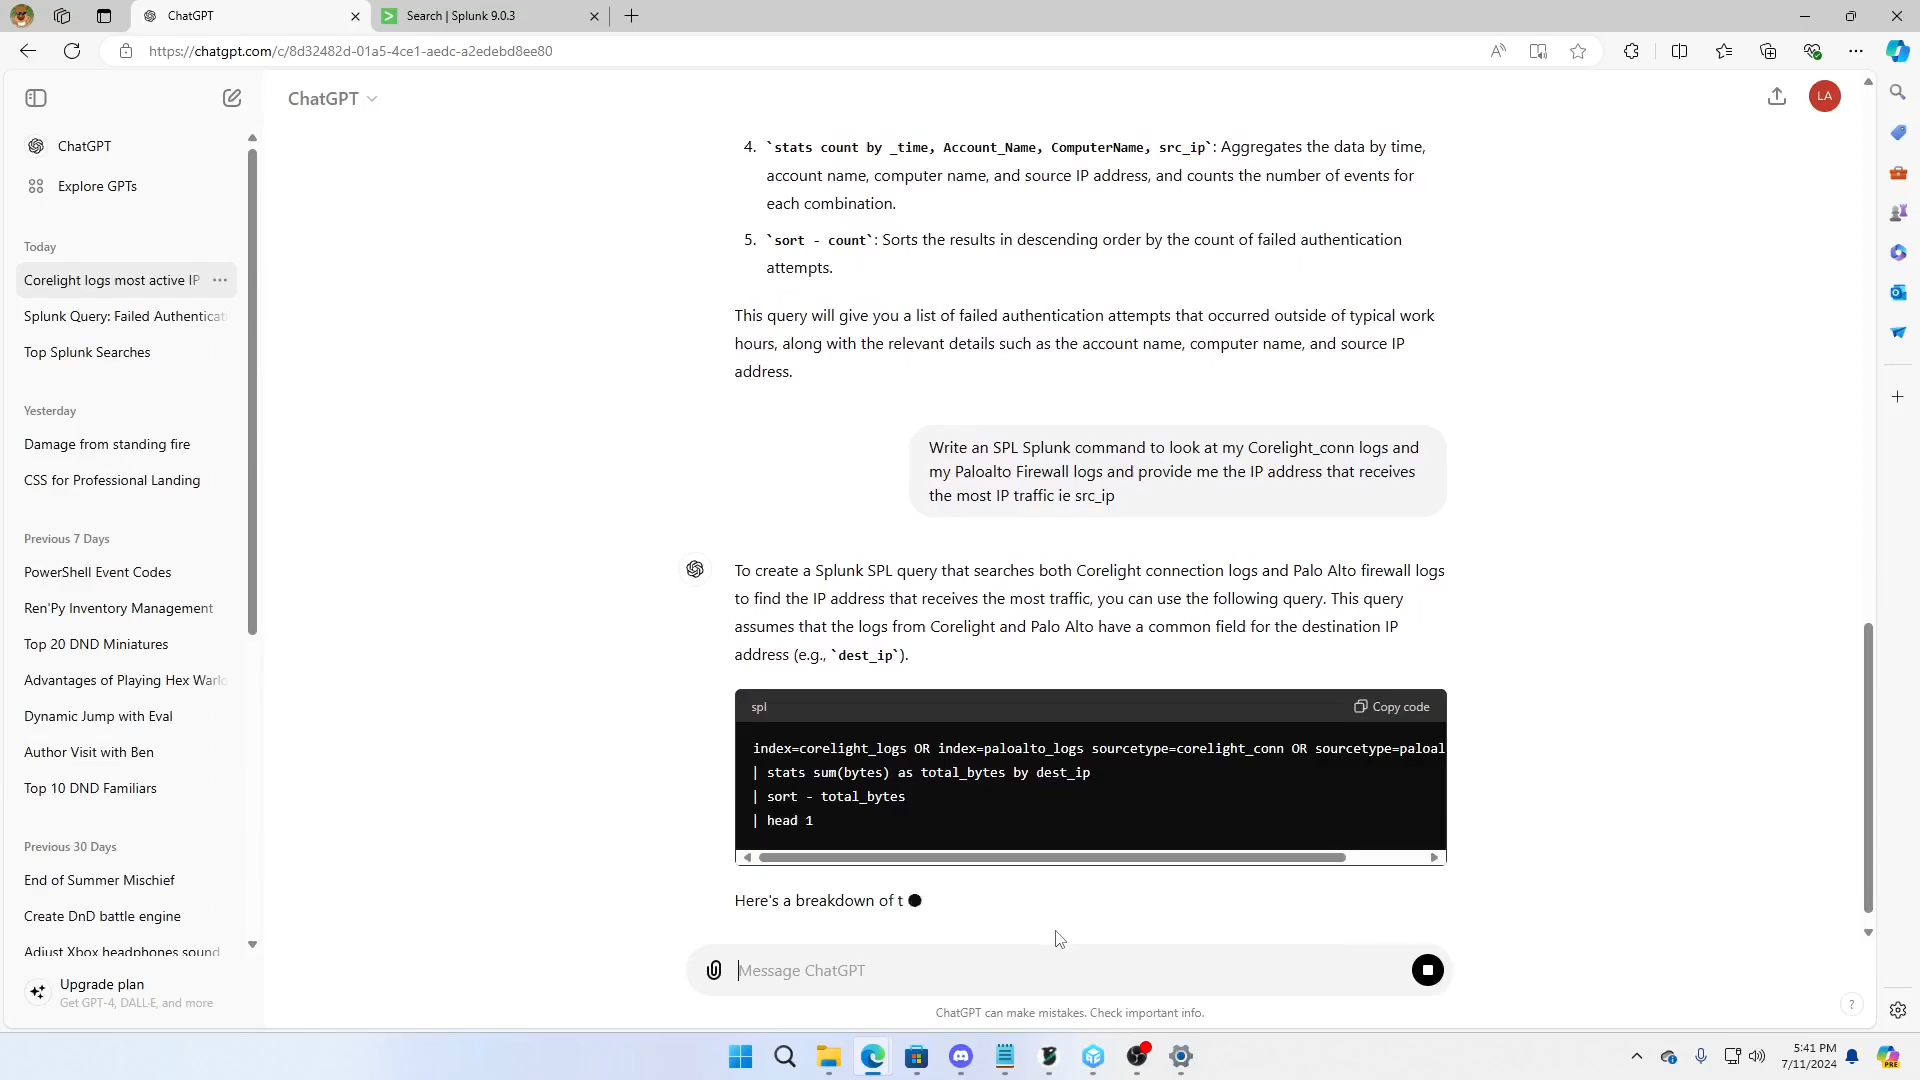 ChatGPT
Search | Splunk 9.0.3
https://chatgpt.com/c/8d32482d-01a5-4ce1-aedc-a2edebd8ee80
ChatGPT
LA
ChatGPT
Explore GPTs
Today
Corelight logs most active IP
Splunk Query: Failed Authenticat
Top Splunk Searches
Yesterday
Damage from standing fire
CSS for Professional Landing
Previous 7 Days
PowerShell Event Codes
Ren'Py Inventory Management
Top 20 DND Miniatures
Advantages of Playing Hex Warlo
Dynamic Jump with Eval
Author Visit with Ben
Top 10 DND Familiars
Previous 30 Days
End of Summer Mischief
Create DnD battle engine
Adjust Xbox headphones sound
Upgrade plan
Get GPT-4, DALL·E, and more
4. `stats count by _time, Account_Name, ComputerName, src_ip`: Aggregates the data by time,
account name, computer name, and source IP address, and counts the number of events for
each combination.
5. `sort - count`: Sorts the results in descending order by the count of failed authentication
attempts.
This query will give you a list of failed authentication attempts that occurred outside of typical work
hours, along with the relevant details such as the account name, computer name, and source IP
address.
Write an SPL Splunk command to look at my Corelight_conn logs and
my Paloalto Firewall logs and provide me the IP address that receives
the most IP traffic ie src_ip
To create a Splunk SPL query that searches both Corelight connection logs and Palo Alto firewall logs
to find the IP address that receives the most traffic, you can use the following query. This query
assumes that the logs from Corelight and Palo Alto have a common field for the destination IP
address (e.g., `dest_ip`).
spl
Copy code
index=corelight_logs OR index=paloalto_logs sourcetype=corelight_conn OR sourcetype=paloal
| stats sum(bytes) as total_bytes by dest_ip
| sort - total_bytes
| head 1
Here's a breakdown of t
Message ChatGPT
ChatGPT can make mistakes. Check important info.
?
5:41 PM
7/11/2024
PRE